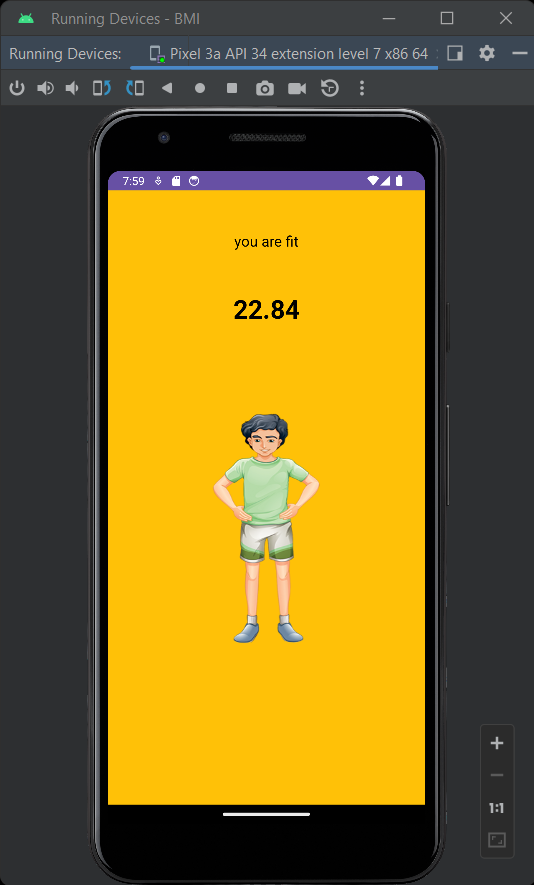 Running Devices - BMI
Running Devices:
Pixel 3a API 34 extension level 7 x86 64
7:59
you are fit
22.84
1:1